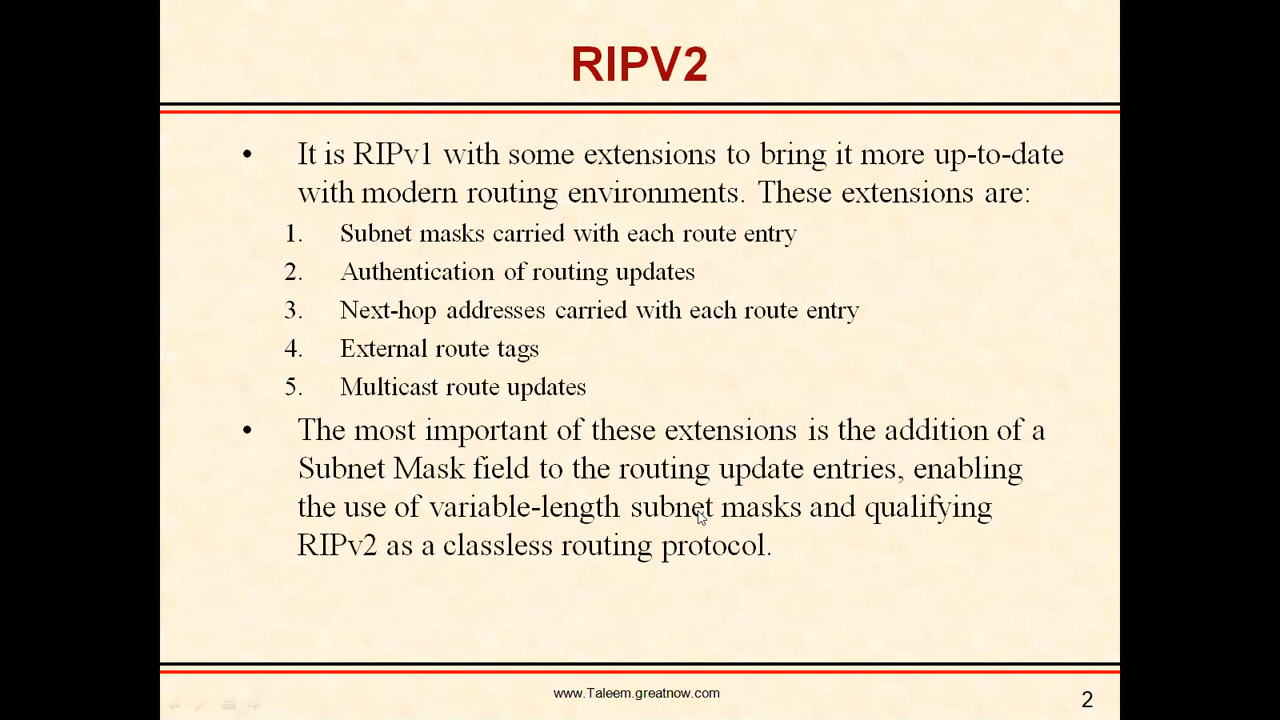 RIPV2
• It is RIPv1 with some extensions to bring it more up-to-date
with modern routing environments. These extensions are:
1. Subnet masks carried with each route entry
2. Authentication of routing updates
3. Next-hop addresses carried with each route entry
4. External route tags
5. Multicast route updates
• The most important of these extensions is the addition of a
Subnet Mask field to the routing update entries, enabling
the use of variable-length subnet masks and qualifying
RIPv2 as a classless routing protocol.
www.Taleem.greatnow.com
2